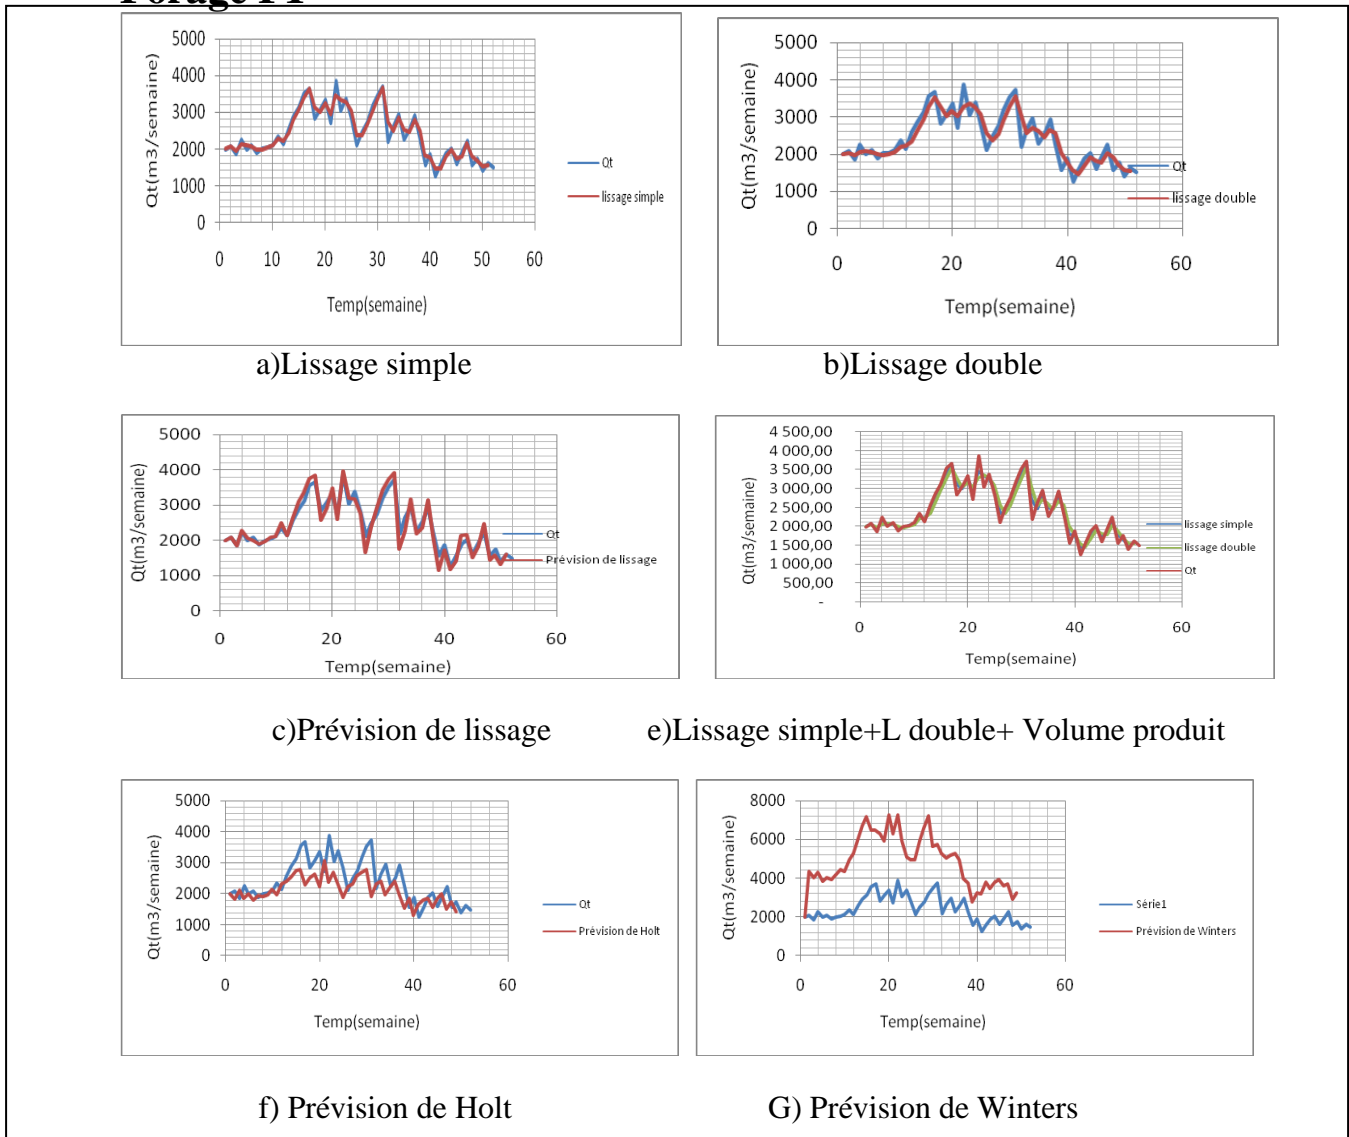 Forage F1
5000
4000
3000
2000
1000
0
0 10 20 30 40 50 60
Qt(m3/semaine)
Temp(semaine)
Qt
lissage simple
a)Lissage simple
5000
4000
3000
2000
1000
0
0 20 40 60
Qt(m3/semaine)
Temp(semaine)
Qt
lissage double
b)Lissage double
5000
4000
3000
2000
1000
0
0 20 40 60
Qt(m3/semaine)
Temp(semaine)
Qt
Prévision de lissage
c)Prévision de lissage
4 500,00
4 000,00
3 500,00
3 000,00
2 500,00
2 000,00
1 500,00
1 000,00
500,00
-
0 20 40 60
Qt(m3/semaine)
Temp(semaine)
lissage simple
lissage double
Qt
e)Lissage simple+L double+ Volume produit
5000
4000
3000
2000
1000
0
0 20 40 60
Qt(m3/semaine)
Temp(semaine)
Qt
Prévision de Holt
f) Prévision de Holt
8000
6000
4000
2000
0
0 20 40 60
Qt(m3/semaine)
Temp(semaine)
Série1
Prévision de Winters
G) Prévision de Winters